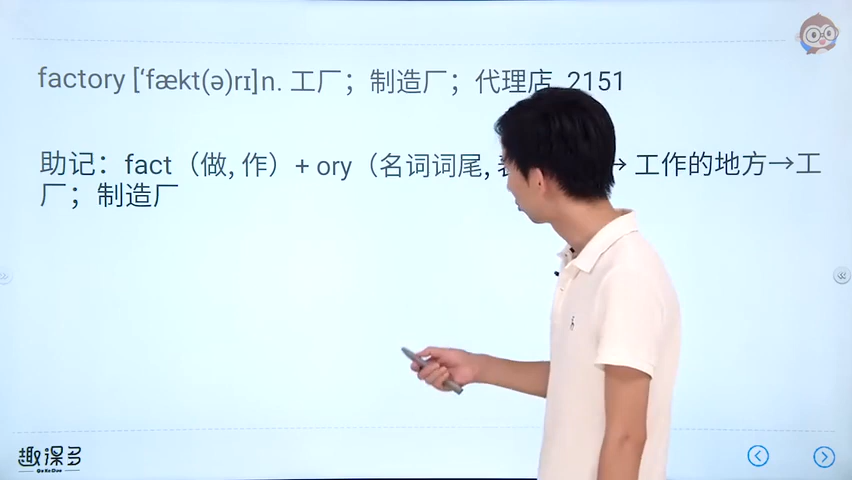 factory [‘fækt(ə)rɪ]n. 工厂；制造厂；代理店 2151
助记：fact（做, 作）+ ory（名词词尾, → 工作的地方→工
厂；制造厂
趣课多